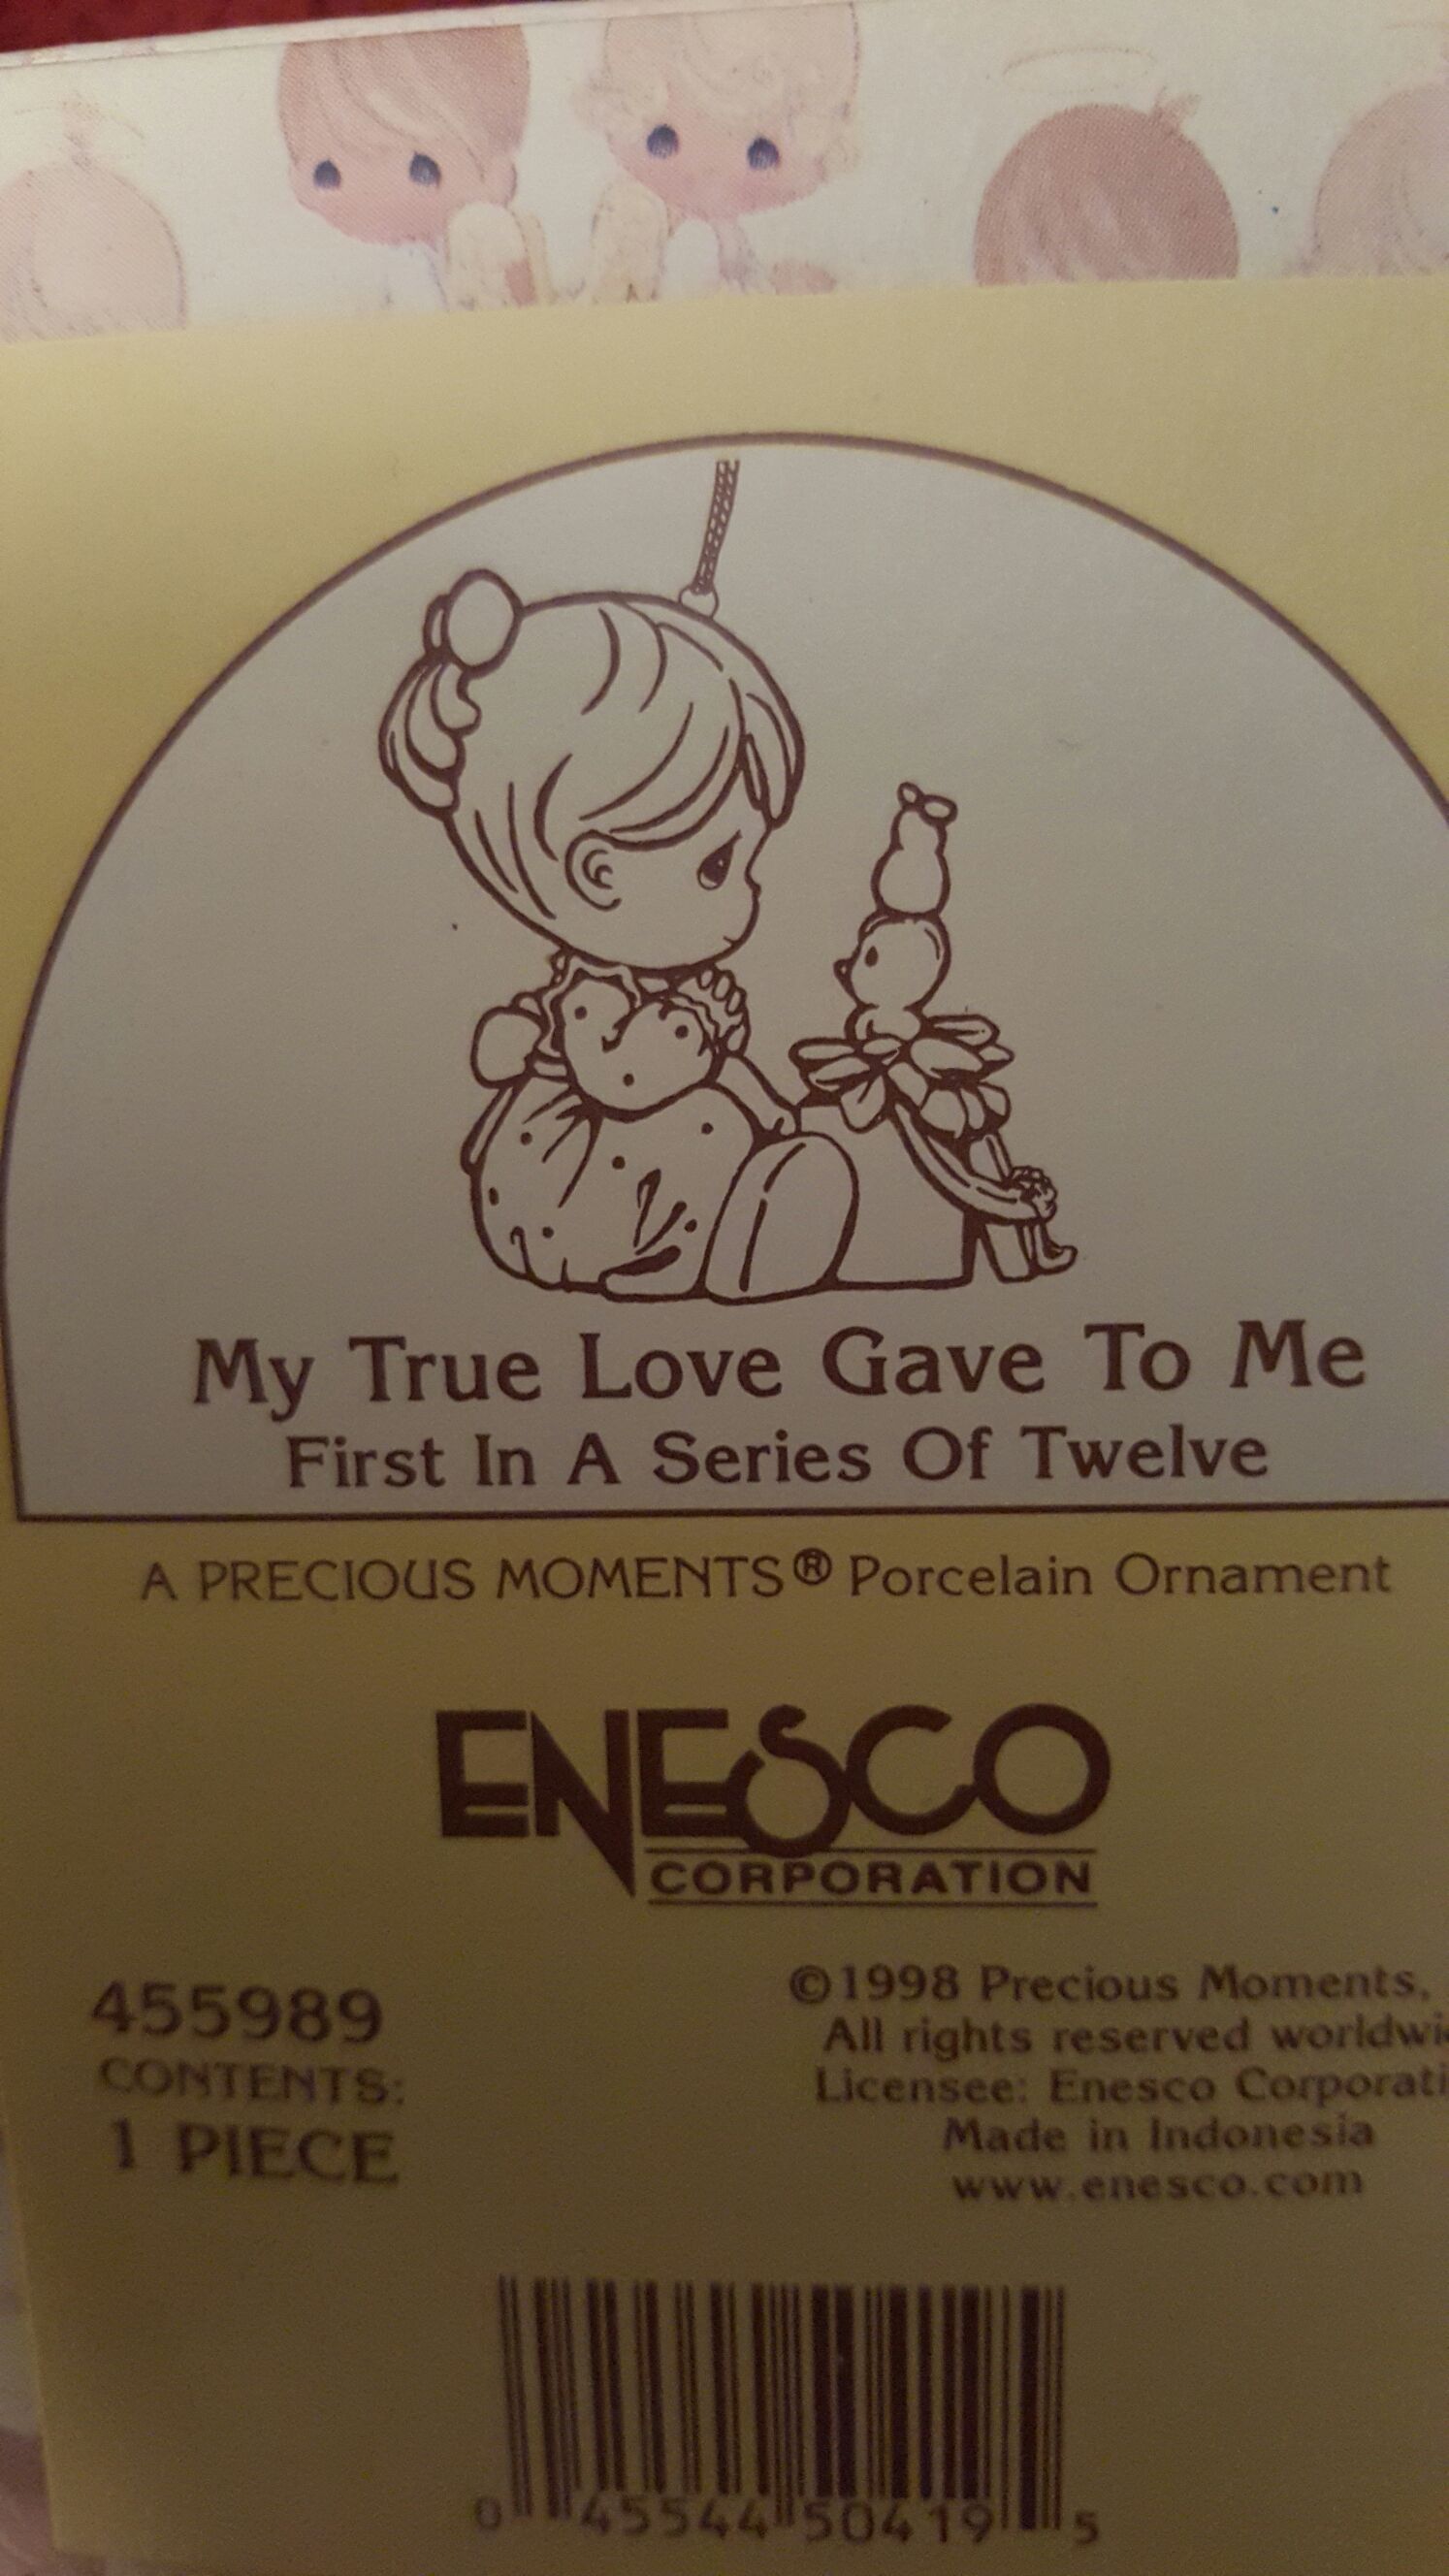 My True Love Gave To Me
First In A Series Of Twelve
A PRECIOUS MOMENTS® Porcelain Ornament
ENESCO
CORPORATION
455989
CONTENTS:
1 PIECE
©1998 Precious Moments,
All rights reserved
Licensee: Enesco
Made in Indonesia
www.enesco.com
0 45544 50419 5